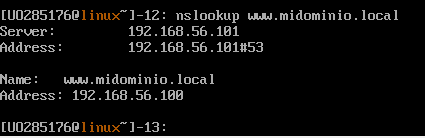 [UO285176@linux~]-12: nslookup www.midominio.local
Server: 192.168.56.101
Address: 192.168.56.101#53
Name: www.midominio.local
Address: 192.168.56.100
[UO285176@linux~]-13: